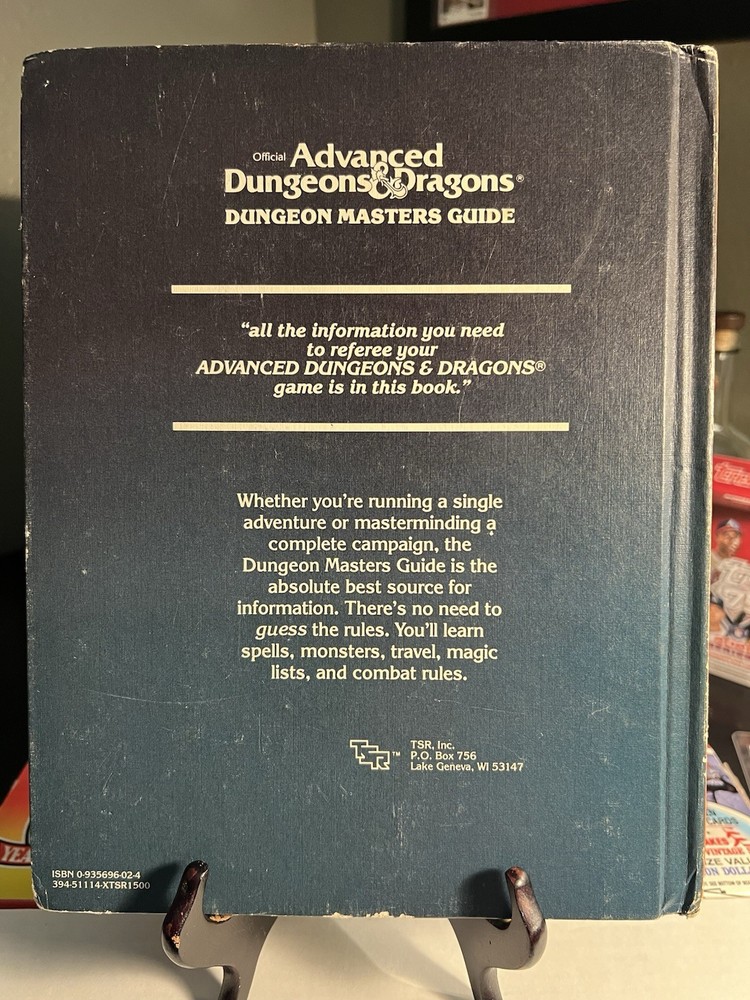 Official Advanced
Dungeons & Dragons®
DUNGEON MASTERS GUIDE
“all the information you need
to referee your
ADVANCED DUNGEONS & DRAGONS®
game is in this book.”
Whether you’re running a single
adventure or masterminding a
complete campaign, the
Dungeon Masters Guide is the
absolute best source for
information. There’s no need to
guess the rules. You’ll learn
spells, monsters, travel, magic
lists, and combat rules.
TSR™
TSR, Inc.
P.O. Box 756
Lake Geneva, WI 53147
ISBN 0-935696-02-4
394-51114-XTSR1500
CARDS
VINTAGE